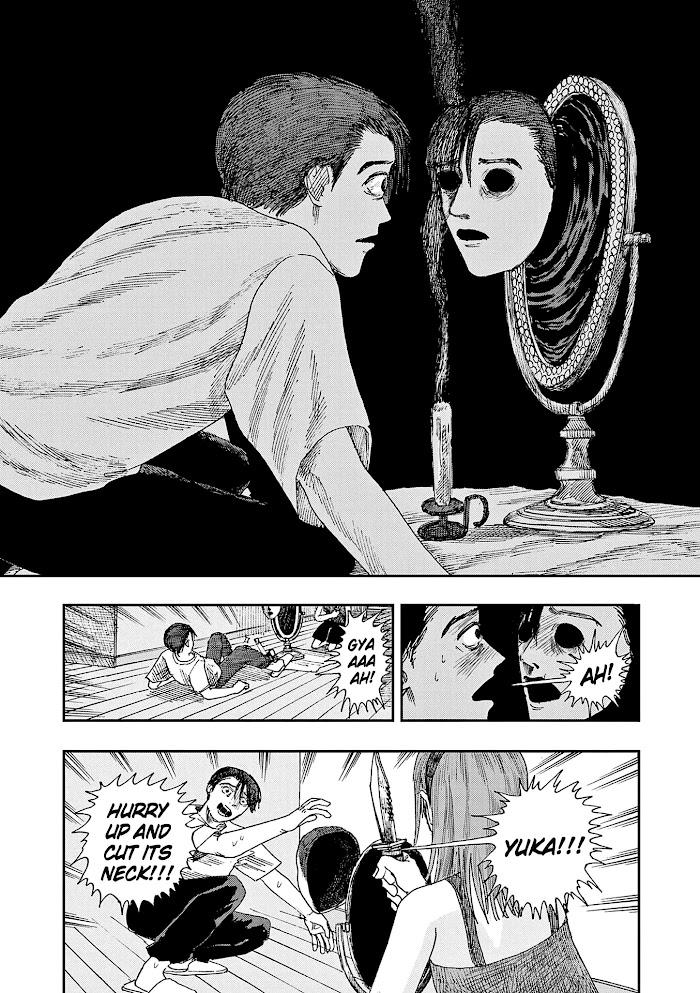 AH!
GYA
AAA
AH!
YUKA!!!
HURRY
UP AND
CUT ITS
NECK!!!